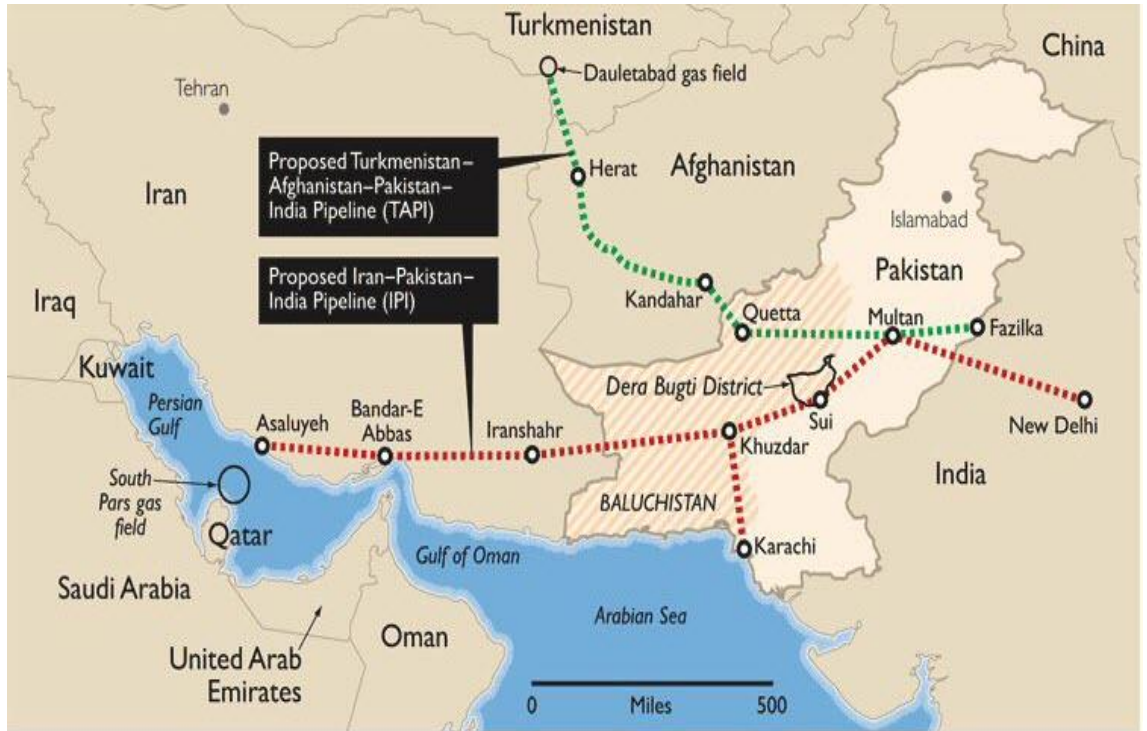 Turkmenistan
China
Dauletabad gas field
Tehran
Proposed Turkmenistan–
Afghanistan–Pakistan–
India Pipeline (TAPI)
Herat
Afghanistan
Iran
Islamabad
Proposed Iran–Pakistan–
India Pipeline (IPI)
Pakistan
Iraq
Kandahar
Quetta
Multan
Fazilka
Kuwait
Persian
Gulf
Asaluyeh
Bandar-E
Abbas
Iranshahr
Dera Bugti District
Sui
New Delhi
Khuzdar
South
Pars gas
field
India
BALUCHISTAN
Qatar
Gulf of Oman
Karachi
Saudi Arabia
Arabian Sea
Oman
United Arab
Emirates
0 Miles 500